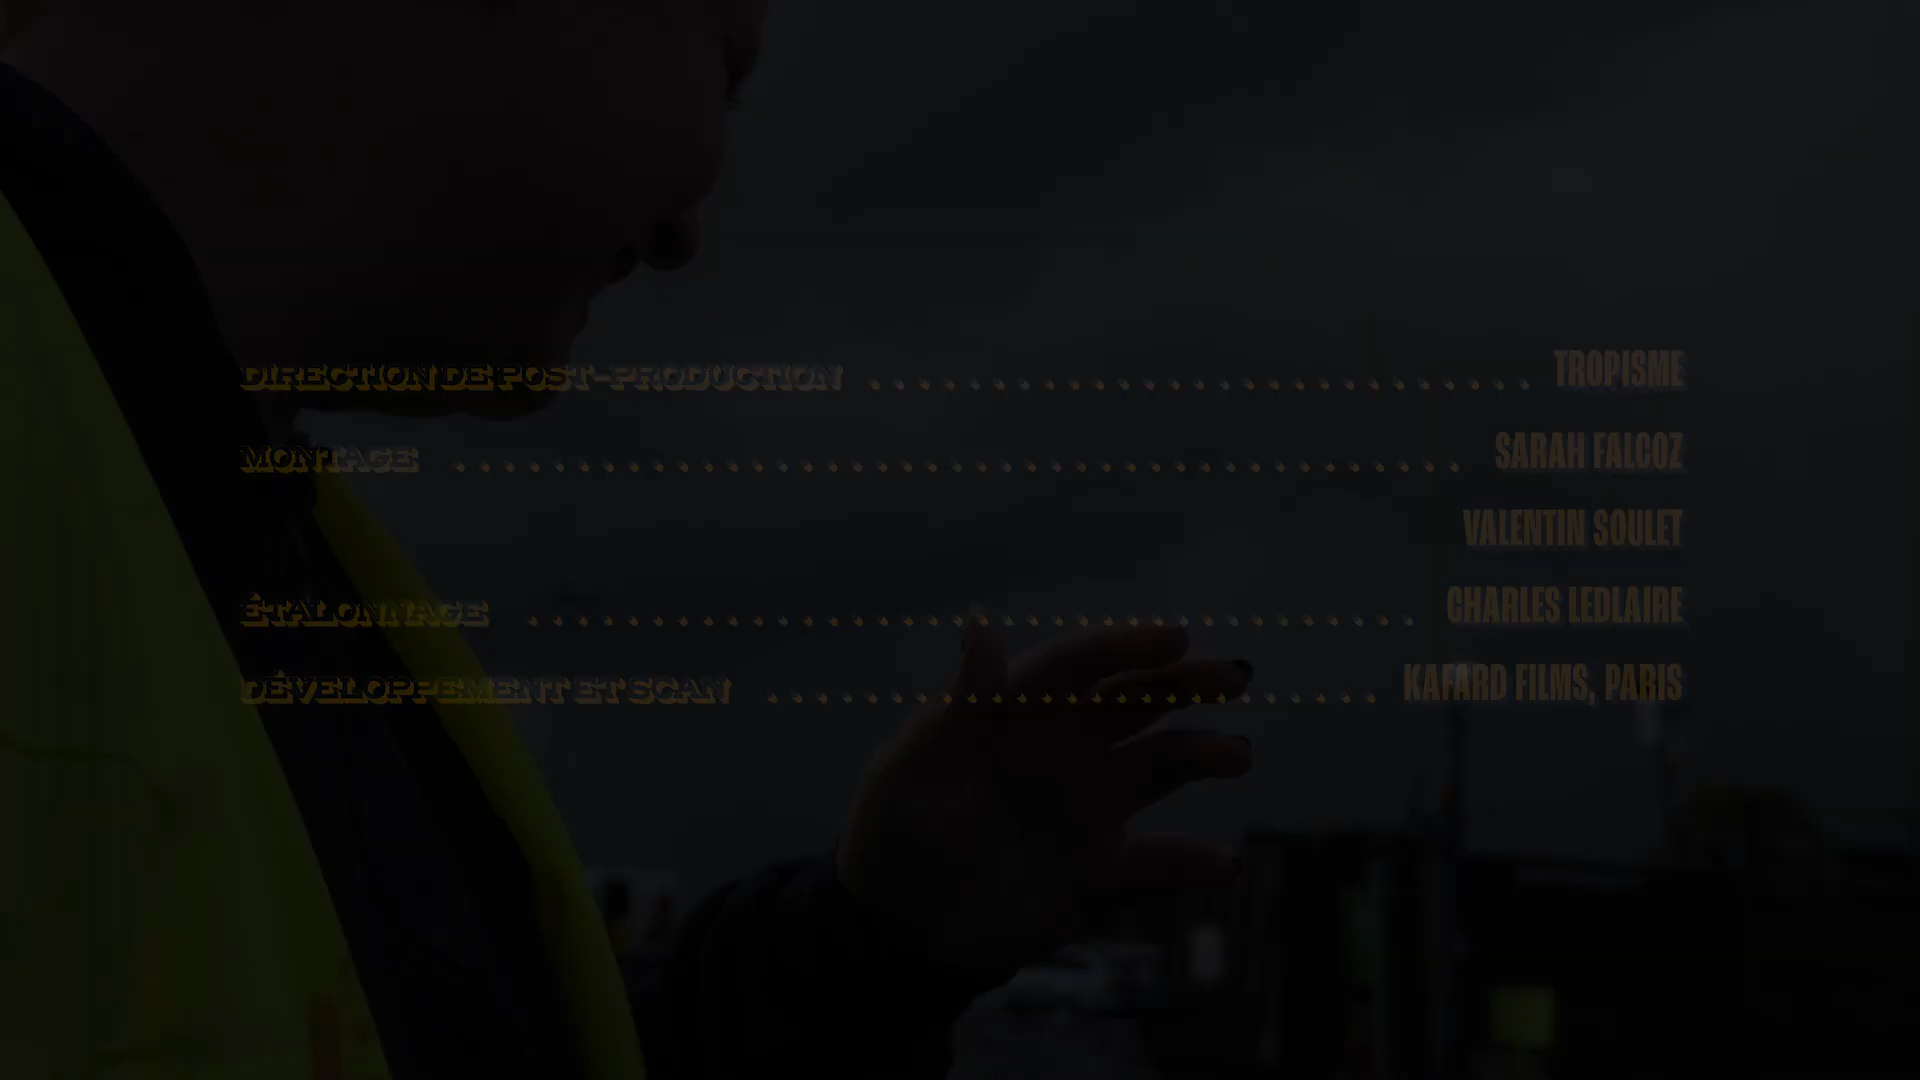 DIRECTION DE POST-PRODUCTION . . . . . . . . . . . . . . . . . . . . . . . . . . . TROPISME
MONTAGE . . . . . . . . . . . . . . . . . . . . . . . . . . . . . . . . . . . . . . . . . SARAH FALCOZ
VALENTIN SOULET
ÉTALONNAGE . . . . . . . . . . . . . . . . . . . . . . . . . . . . . . . . . . . . CHARLES LEDLAIRE
DÉVELOPPEMENT ET SCAN . . . . . . . . . . . . . . . . . . . . . . . . . KAFARD FILMS, PARIS